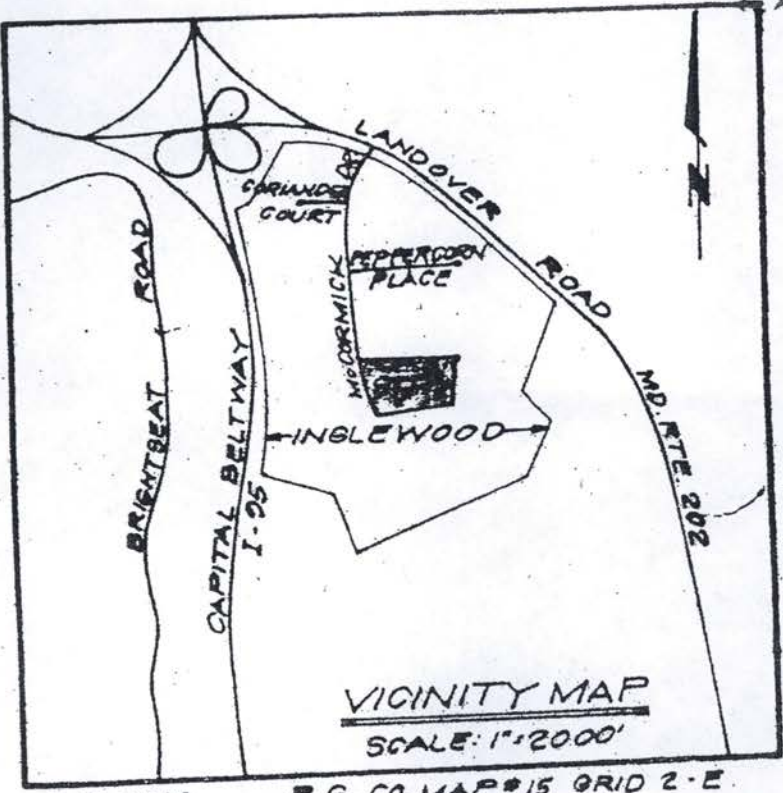 N
LANDOVER ROAD
MD. RTE. 202
DR
CORIANDER
COURT
PEPPERCORN
PLACE
McCORMICK
INGLEWOOD
BRIGHTSEAT ROAD
CAPITAL BELTWAY
I-95
VICINITY MAP
SCALE: 1"=2000'
P.G. CO. MAP #15 GRID 2-E